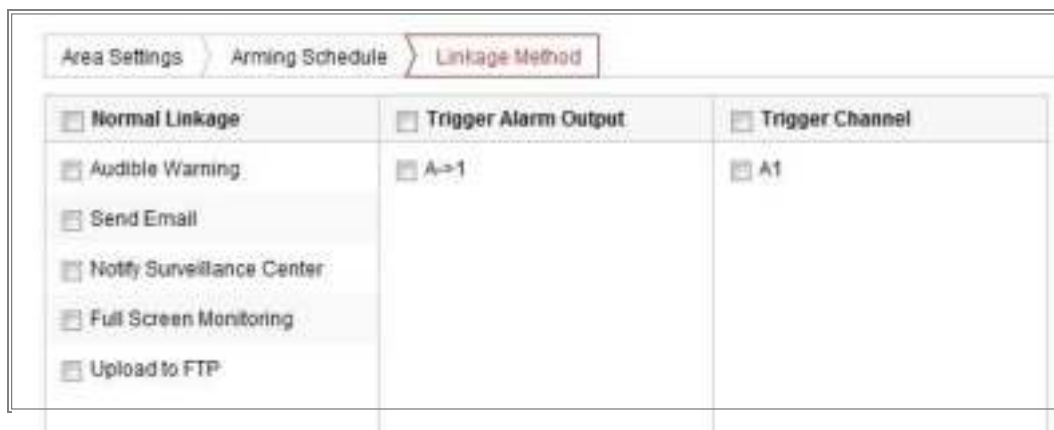 Area Settings Arming Schedule Linkage Method
Normal Linkage Trigger Alarm Output Trigger Channel
Audible Warning A->1 A1
Send Email
Notify Surveillance Center
Full Screen Monitoring
Upload to FTP